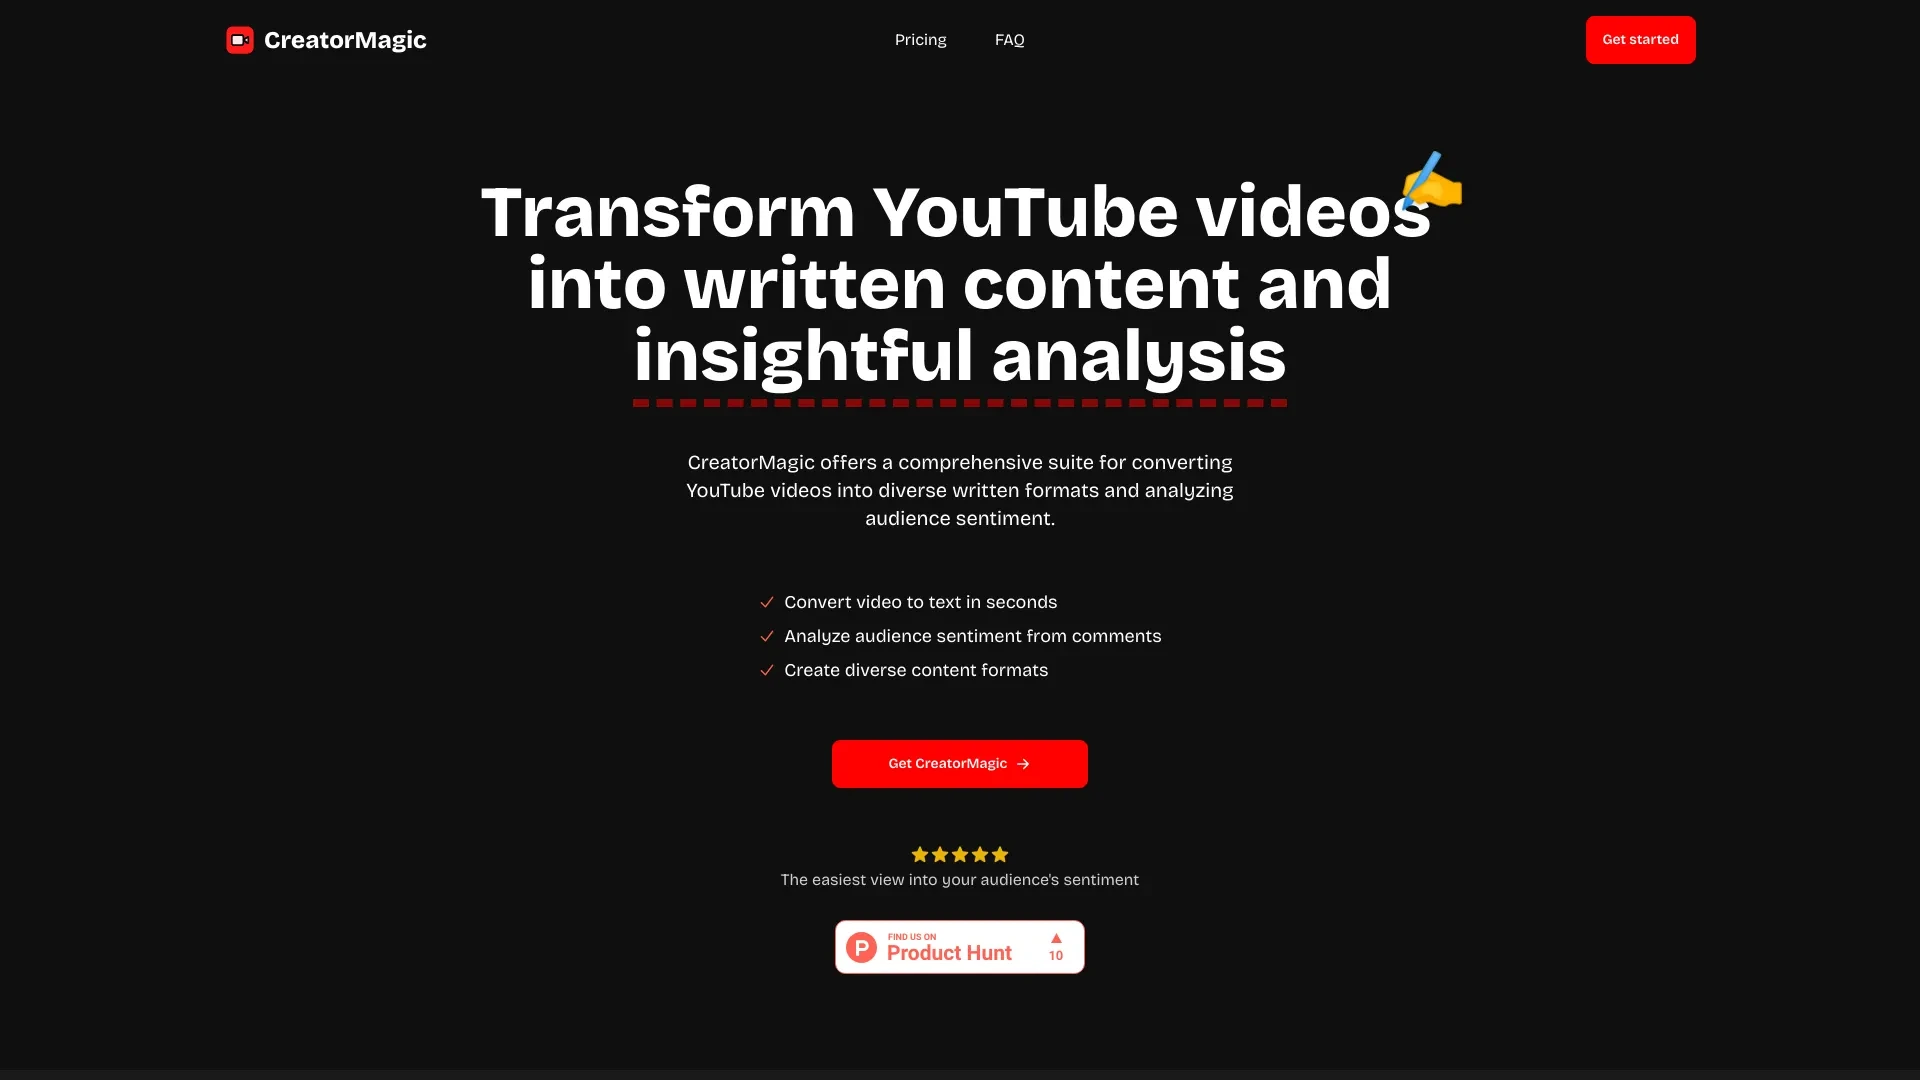 CreatorMagic
Pricing
FAQ
Get started
Transform YouTube videos
into written content and
insightful analysis
CreatorMagic offers a comprehensive suite for converting
YouTube videos into diverse written formats and analyzing
audience sentiment.
Convert video to text in seconds
Analyze audience sentiment from comments
Create diverse content formats
Get CreatorMagic →
The easiest view into your audience's sentiment
P
FIND US ON
Product Hunt
10